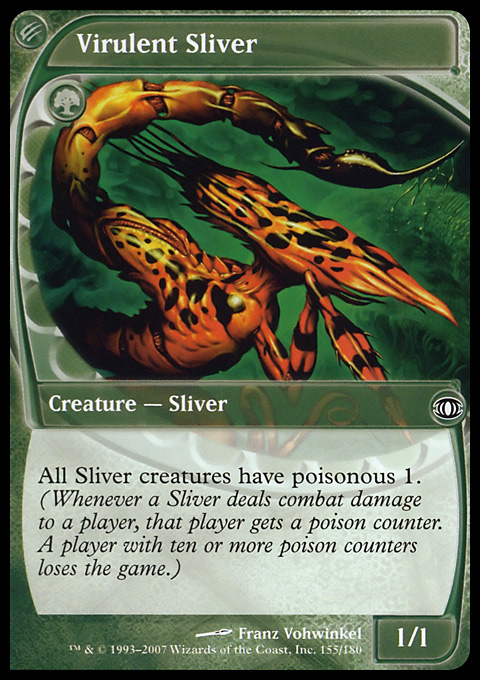 Virulent Sliver
Creature — Sliver
All Sliver creatures have poisonous 1.
(Whenever a Sliver deals combat damage
to a player, that player gets a poison counter.
A player with ten or more poison counters
loses the game.)
Franz Vohwinkel
™ & © 1993–2007 Wizards of the Coast, Inc. 155/180
1/1